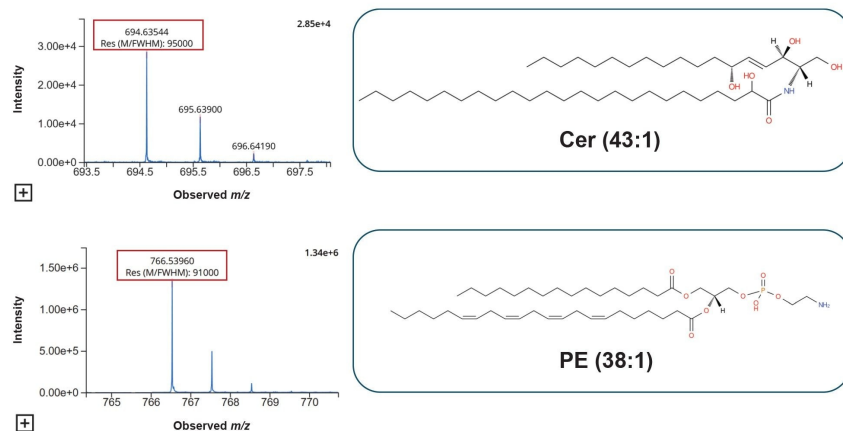 694.63544
Res (M/FWHM): 95000
2.85e+4
Intensity
3.00e+4
2.00e+4
1.00e+4
0.00e+0
695.63900
696.64190
693.5 694.5 695.5 696.5 697.5
Observed m/z
+
H OH
OH
OH HO H
NH
O
Cer (43:1)
766.53960
Res (M/FWHM): 91000
1.34e+6
Intensity
1.50e+6
1.00e+6
5.00e+5
0.00e+0
765 766 767 768 769 770
Observed m/z
+
O
O
O
P
O
H
O
NH₂
O
H
O
O
PE (38:1)